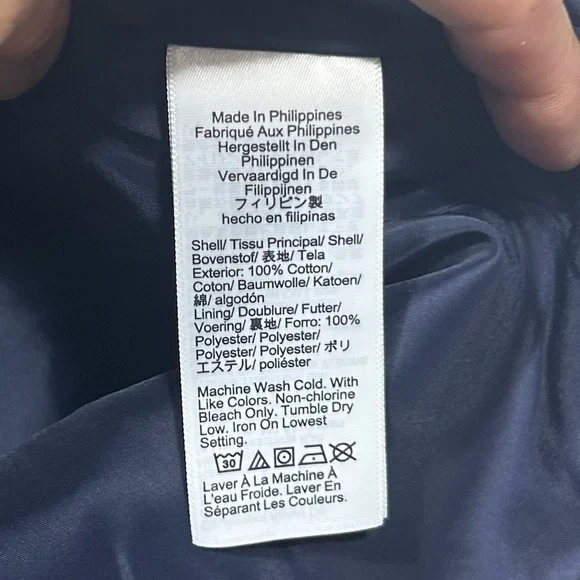 Made In Philippines
Fabriqué Aux Philippines
Hergestellt In Den
Philippinen
Vervaardigd In De
Filippijnen
フィリピン製
hecho en filipinas
Shell/ Tissu Principal/ Shell/
Bovenstof/ 表地/ Tela
Exterior: 100% Cotton/
Coton/ Baumwolle/ Katoen/
綿/ algodón
Lining/ Doublure/ Futter/
Voering/ 裏地/ Forro: 100%
Polyester/ Polyester/
Polyester/ Polyester/ ポリ
エステル/ poliéster
Machine Wash Cold. With
Like Colors. Non-chlorine
Bleach Only. Tumble Dry
Low. Iron On Lowest
Setting.
30
Laver À La Machine À
L'eau Froide. Laver En
Séparant Les Couleurs.